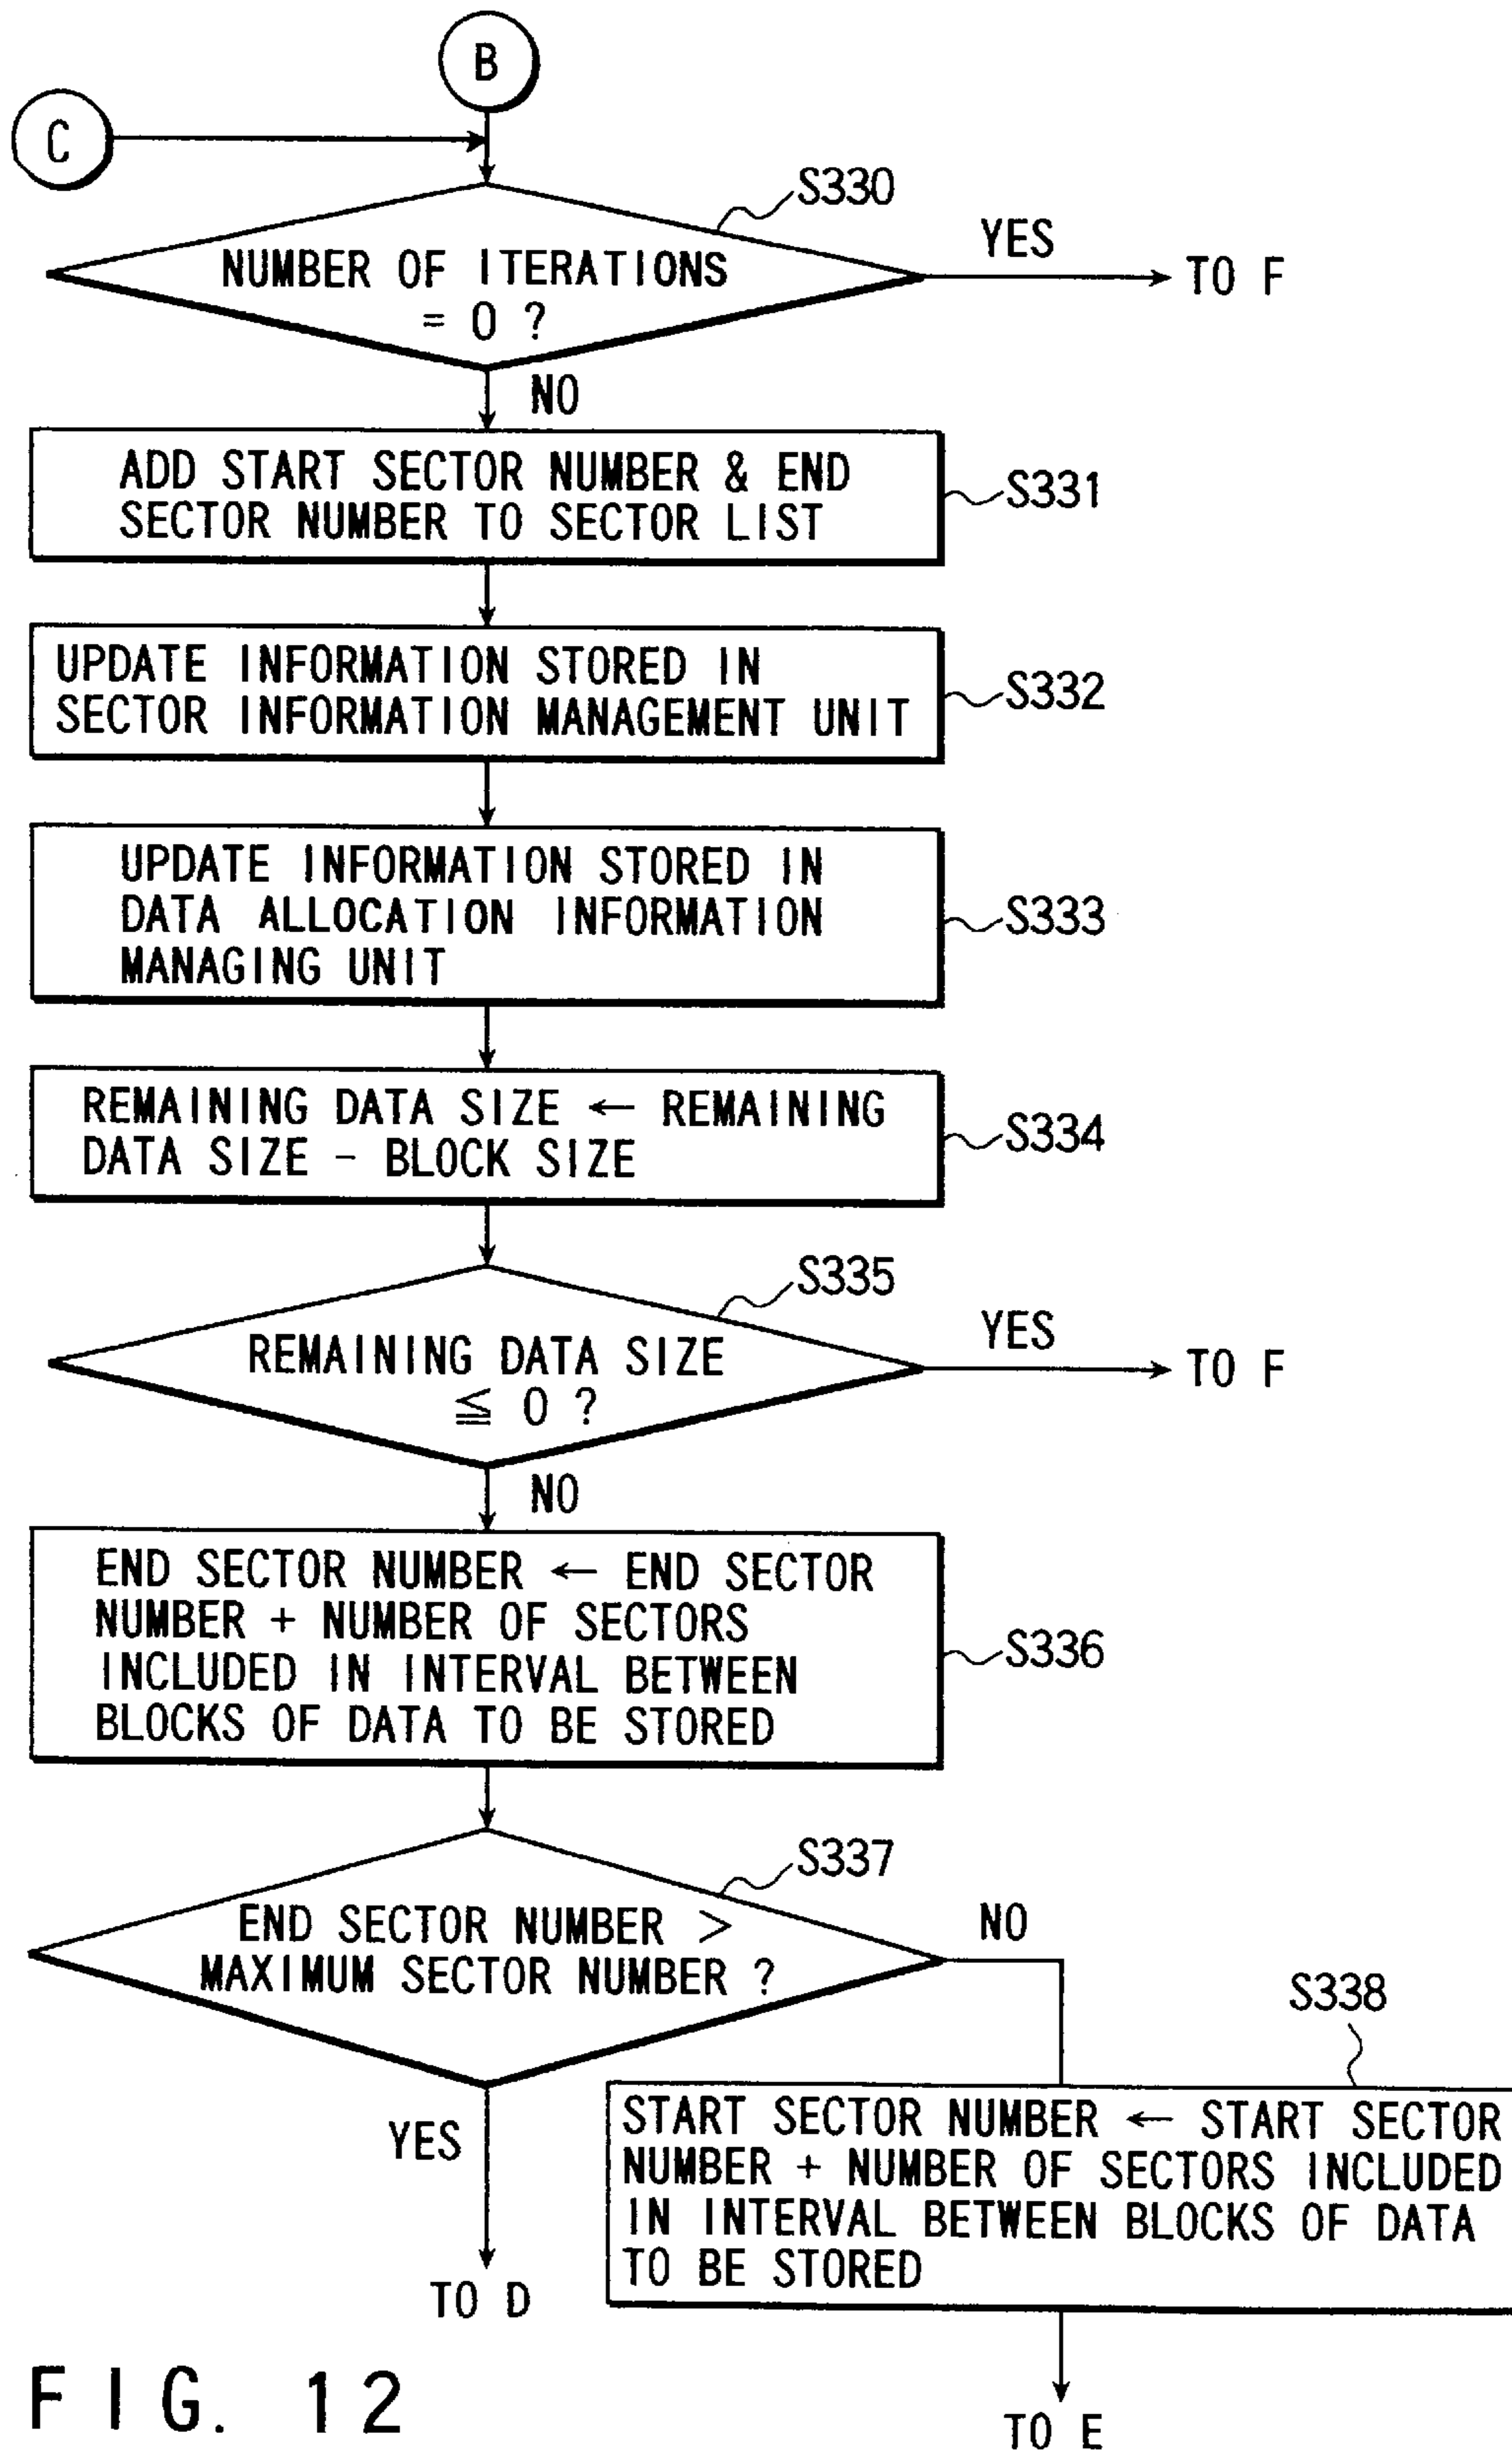 B
C
S330
NUMBER OF ITERATIONS
= 0 ?
YES
TO F
NO
ADD START SECTOR NUMBER & END
SECTOR NUMBER TO SECTOR LIST
S331
UPDATE INFORMATION STORED IN
SECTOR INFORMATION MANAGEMENT UNIT
S332
UPDATE INFORMATION STORED IN
DATA ALLOCATION INFORMATION
MANAGING UNIT
S333
REMAINING DATA SIZE ← REMAINING
DATA SIZE - BLOCK SIZE
S334
S335
REMAINING DATA SIZE
≦ 0 ?
YES
TO F
NO
END SECTOR NUMBER ← END SECTOR
NUMBER + NUMBER OF SECTORS
INCLUDED IN INTERVAL BETWEEN
BLOCKS OF DATA TO BE STORED
S336
S337
END SECTOR NUMBER >
MAXIMUM SECTOR NUMBER ?
NO
YES
TO D
S338
START SECTOR NUMBER ← START SECTOR
NUMBER + NUMBER OF SECTORS INCLUDED
IN INTERVAL BETWEEN BLOCKS OF DATA
TO BE STORED
TO E
FIG. 12